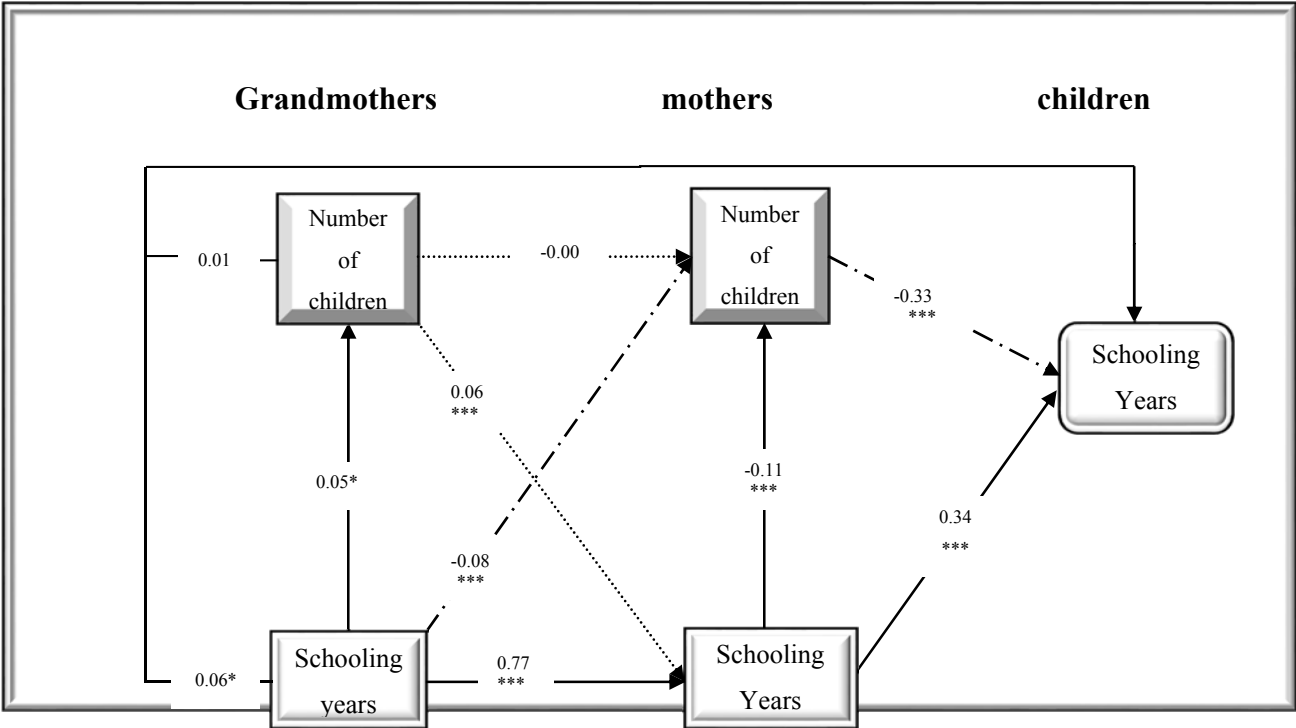 Grandmothers mothers children
Number
of
children
Number
of
children
0.01
-0.00
-0.33
***
Schooling
Years
0.06
***
0.05*
-0.11
***
0.34
***
-0.08
***
Schooling
years
Schooling
Years
0.06*
0.77
***